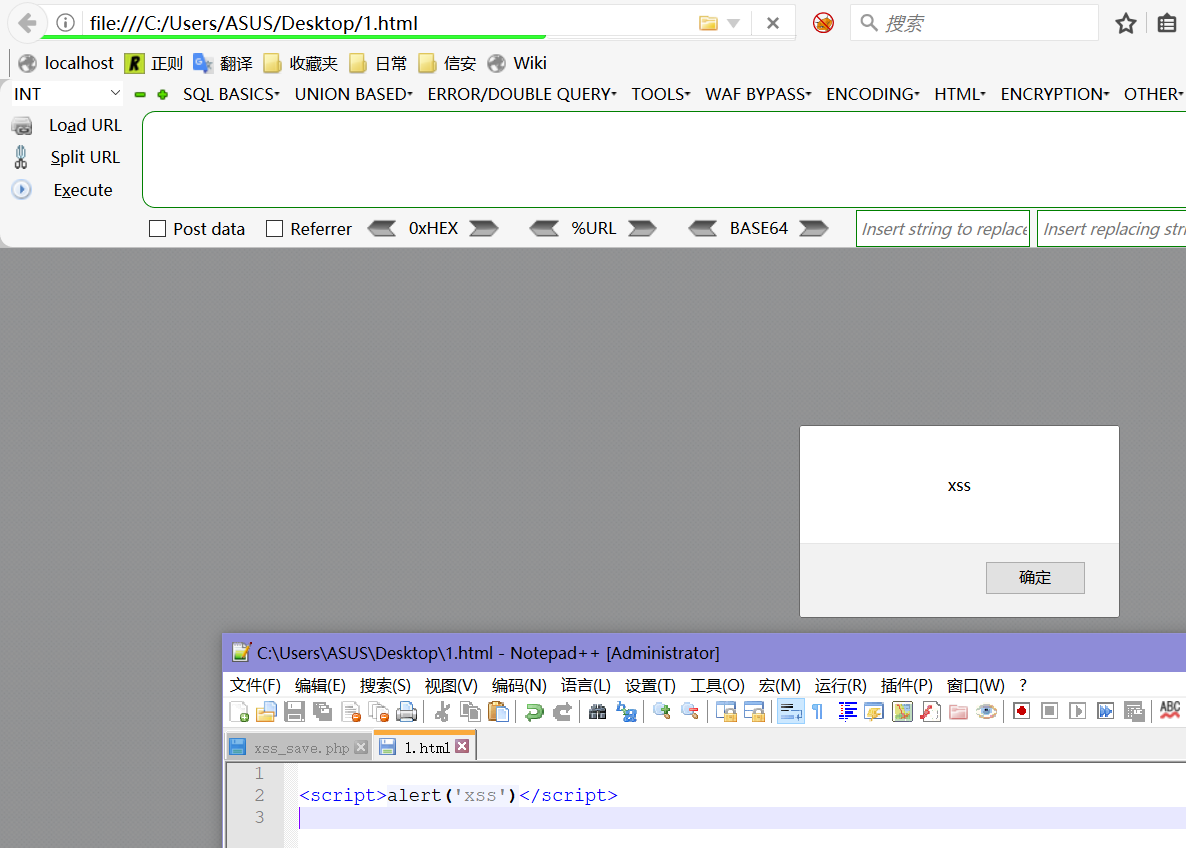 file:///C:/Users/ASUS/Desktop/1.html 搜索
localhost R 正则 翻译 收藏夹 日常 信安 Wiki
INT SQL BASICS UNION BASED ERROR/DOUBLE QUERY TOOLS WAF BYPASS ENCODING HTML ENCRYPTION OTHER
Load URL
Split URL
Execute
Post data Referrer 0xHEX %URL BASE64 Insert string to replace Insert replacing stri
xss
确定
C:\Users\ASUS\Desktop\1.html - Notepad++ [Administrator]
文件(F) 编辑(E) 搜索(S) 视图(V) 编码(N) 语言(L) 设置(T) 工具(O) 宏(M) 运行(R) 插件(P) 窗口(W) ?
ABC
xss_save.php 1.html
1
2 <script>alert('xss')</script>
3